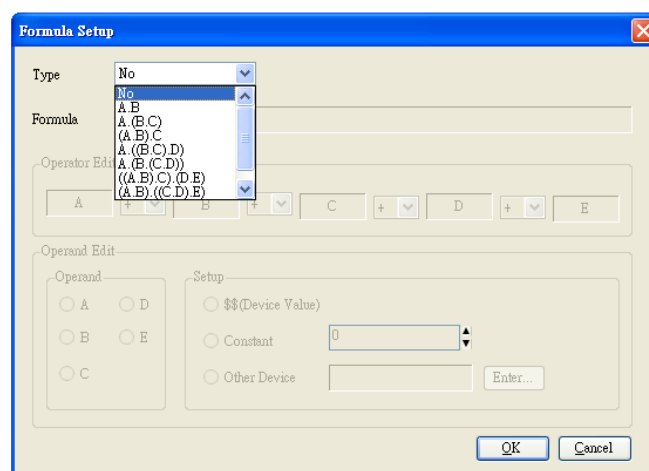 Formula Setup
Type No
No
A.B
A.(B.C)
(A.B).C
A.((B.C).D)
A.(B.(C.D))
((A.B).C).(D.E)
(A.B).((C.D).E)
Formula
Operator Edi
A + B + C + D + E
Operand Edit
Operand
A D
B E
C
Setup
$$(Device Value)
Constant 0
Other Device Enter...
OK Cancel